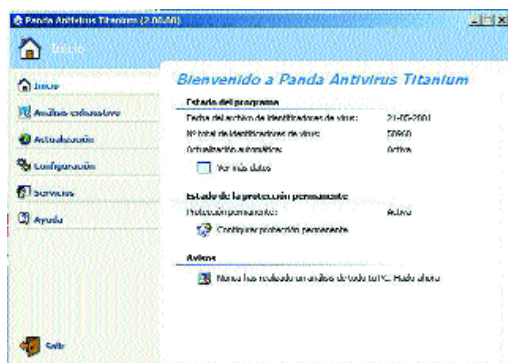 Panda Antivirus Titanium
Inicio
Inicio
Análisis exhaustivo
Actualización
Configuración
Servicios
Ayuda
Salir
Bienvenido a Panda Antivirus Titanium
Estado del programa
Fecha del archivo de identificadores de virus: 21-05-2001
Nº total de identificadores de virus:
Actualización automática: Activa
Ver más datos
Estado de la protección permanente
Protección permanente: Activa
Configurar protección permanente
Avisos
Nunca has realizado un análisis de todo tu PC. Hazlo ahora